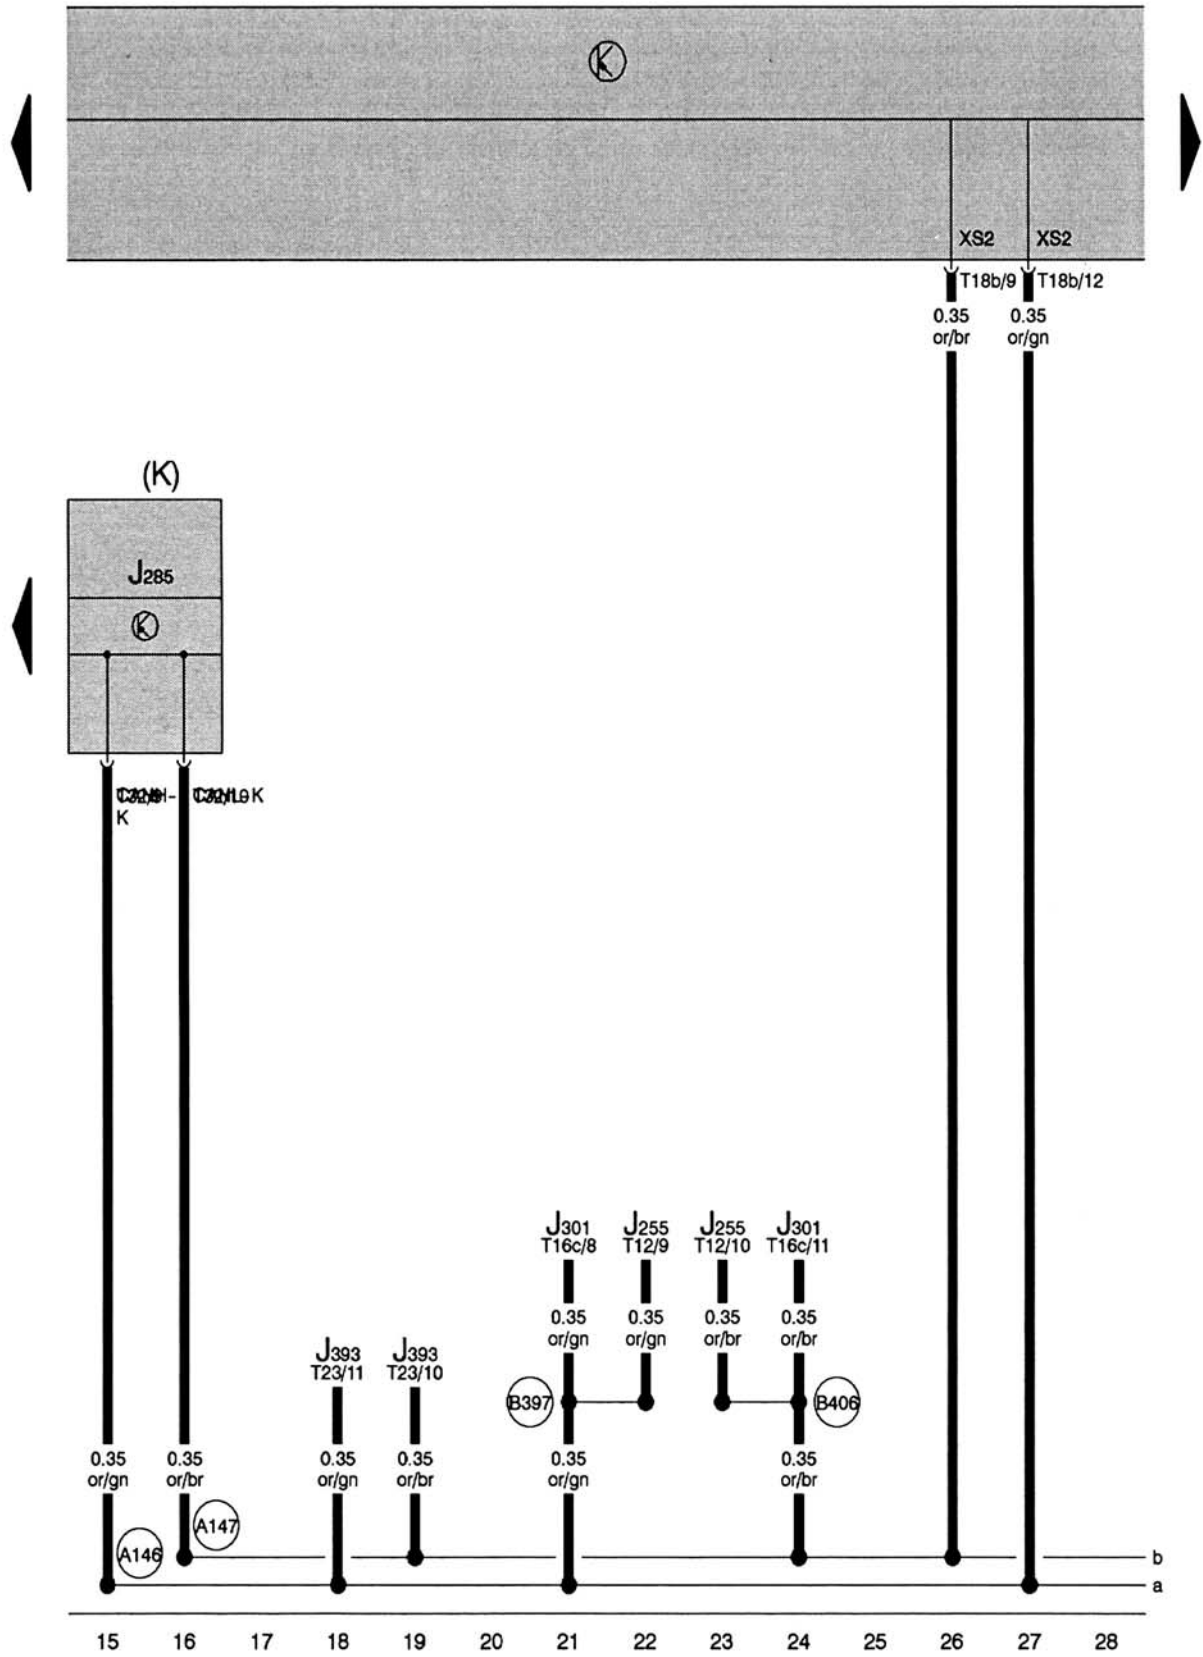 K
XS2 XS2
T18b/9 T18b/12
0.35 0.35
or/br or/gn
(K)
J285
K
K
J301 J255 J255 J301
T16c/8 T12/9 T12/10 T16c/11
0.35 0.35 0.35 0.35
or/gn or/gn or/br or/br
J393 J393
T23/11 T23/10
B397 B406
0.35 0.35 0.35 0.35 0.35 0.35
or/gn or/br or/gn or/br or/gn or/br
A147
A146
b
a
15 16 17 18 19 20 21 22 23 24 25 26 27 28